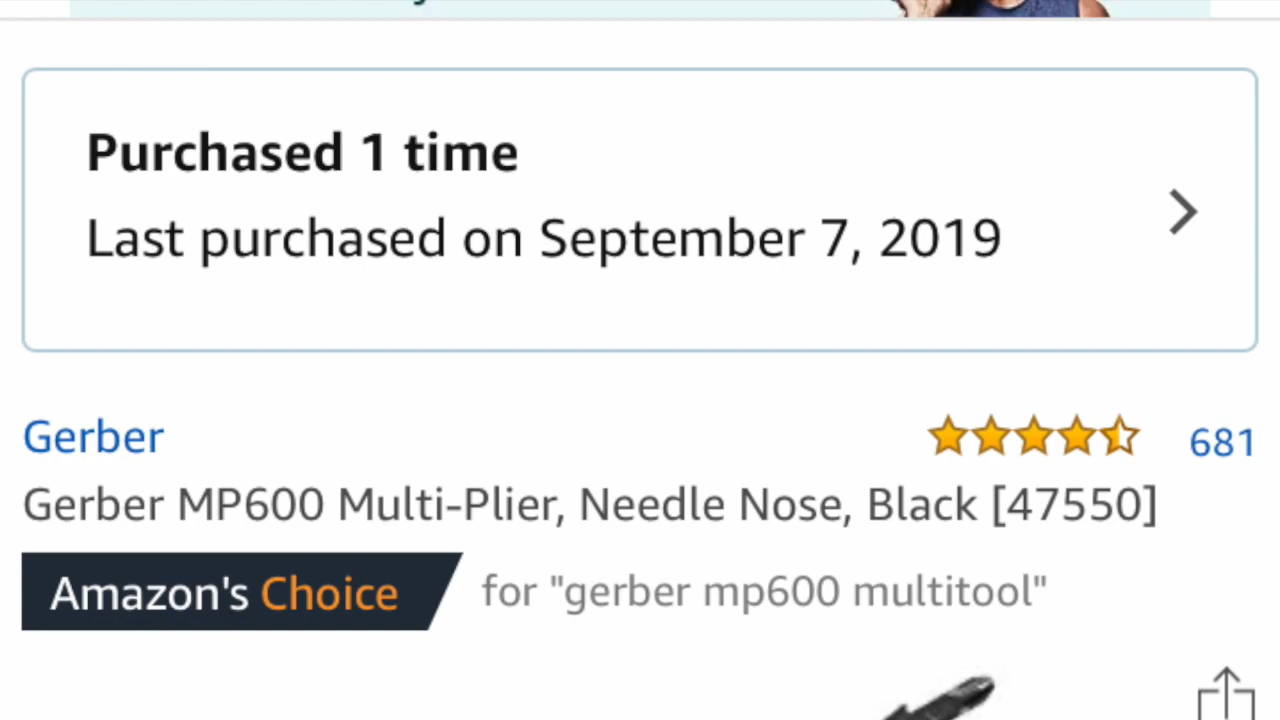 Purchased 1 time
Last purchased on September 7, 2019
Gerber
681
Gerber MP600 Multi-Plier, Needle Nose, Black [47550]
Amazon's Choice for "gerber mp600 multitool"